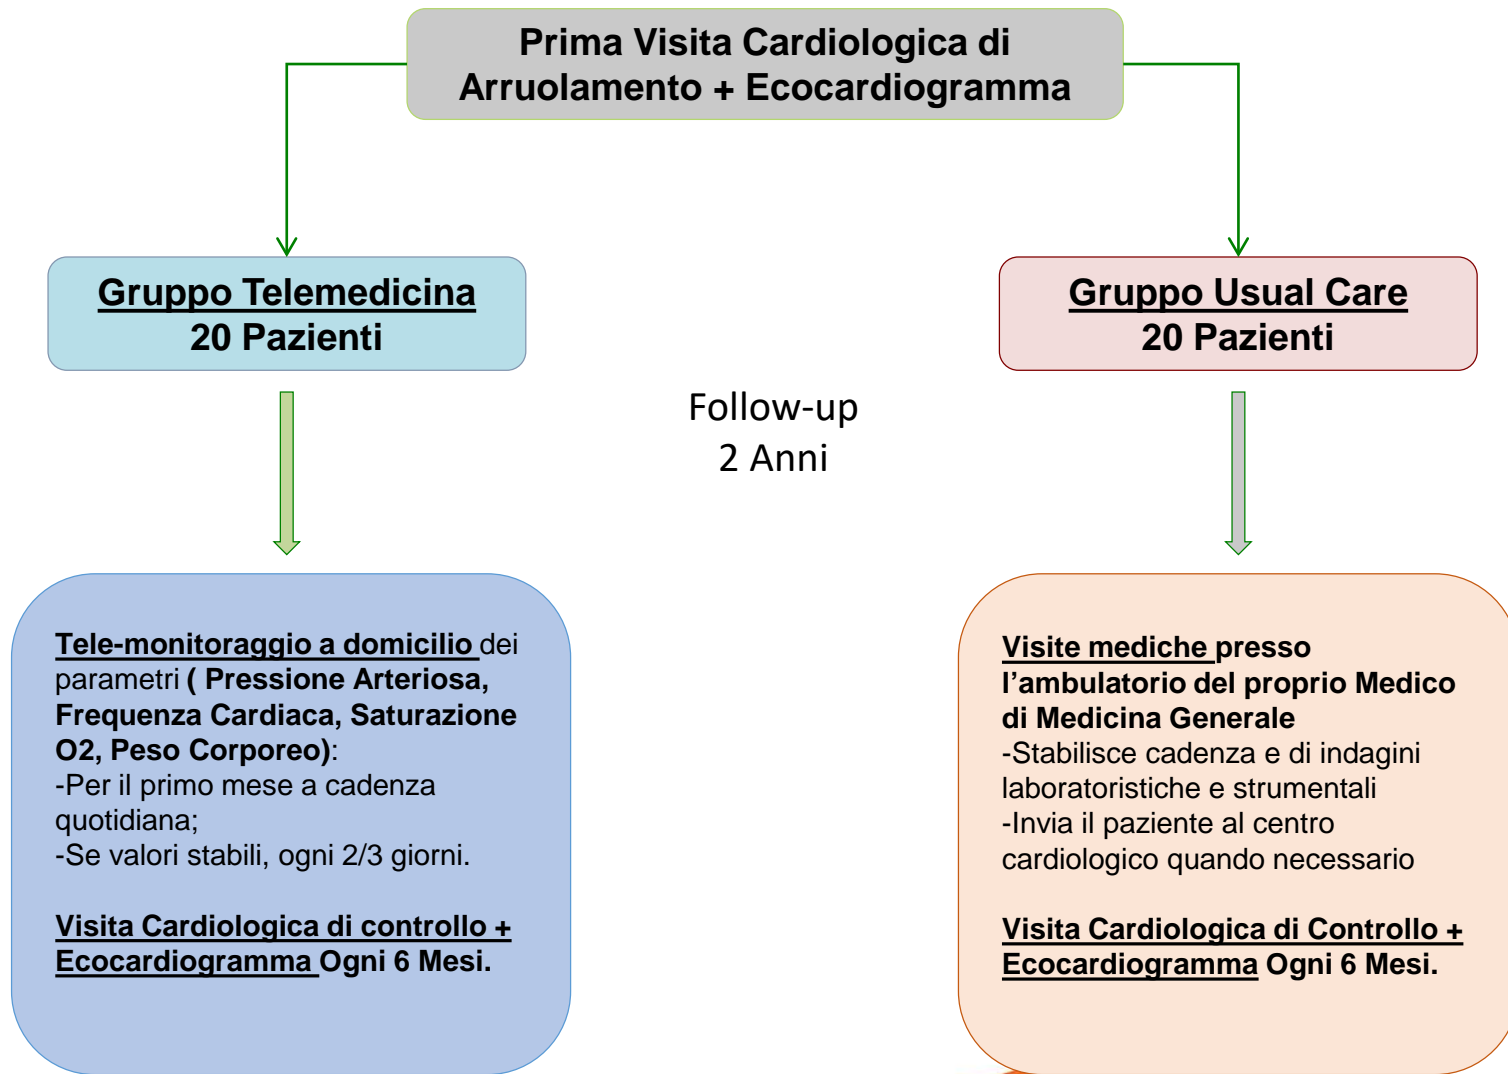 Prima Visita Cardiologica di
Arruolamento + Ecocardiogramma
Gruppo Telemedicina
20 Pazienti
Gruppo Usual Care
20 Pazienti
Follow-up
2 Anni
Tele-monitoraggio a domicilio dei
parametri ( Pressione Arteriosa,
Frequenza Cardiaca, Saturazione
O2, Peso Corporeo):
-Per il primo mese a cadenza
quotidiana;
-Se valori stabili, ogni 2/3 giorni.
Visita Cardiologica di controllo +
Ecocardiogramma Ogni 6 Mesi.
Visite mediche presso
l’ambulatorio del proprio Medico
di Medicina Generale
-Stabilisce cadenza e di indagini
laboratoristiche e strumentali
-Invia il paziente al centro
cardiologico quando necessario
Visita Cardiologica di Controllo +
Ecocardiogramma Ogni 6 Mesi.